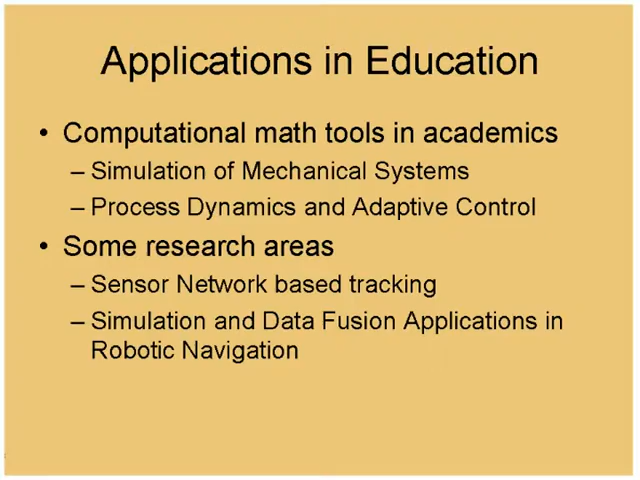 Applications in Education
• Computational math tools in academics
– Simulation of Mechanical Systems
– Process Dynamics and Adaptive Control
• Some research areas
– Sensor Network based tracking
– Simulation and Data Fusion Applications in
Robotic Navigation